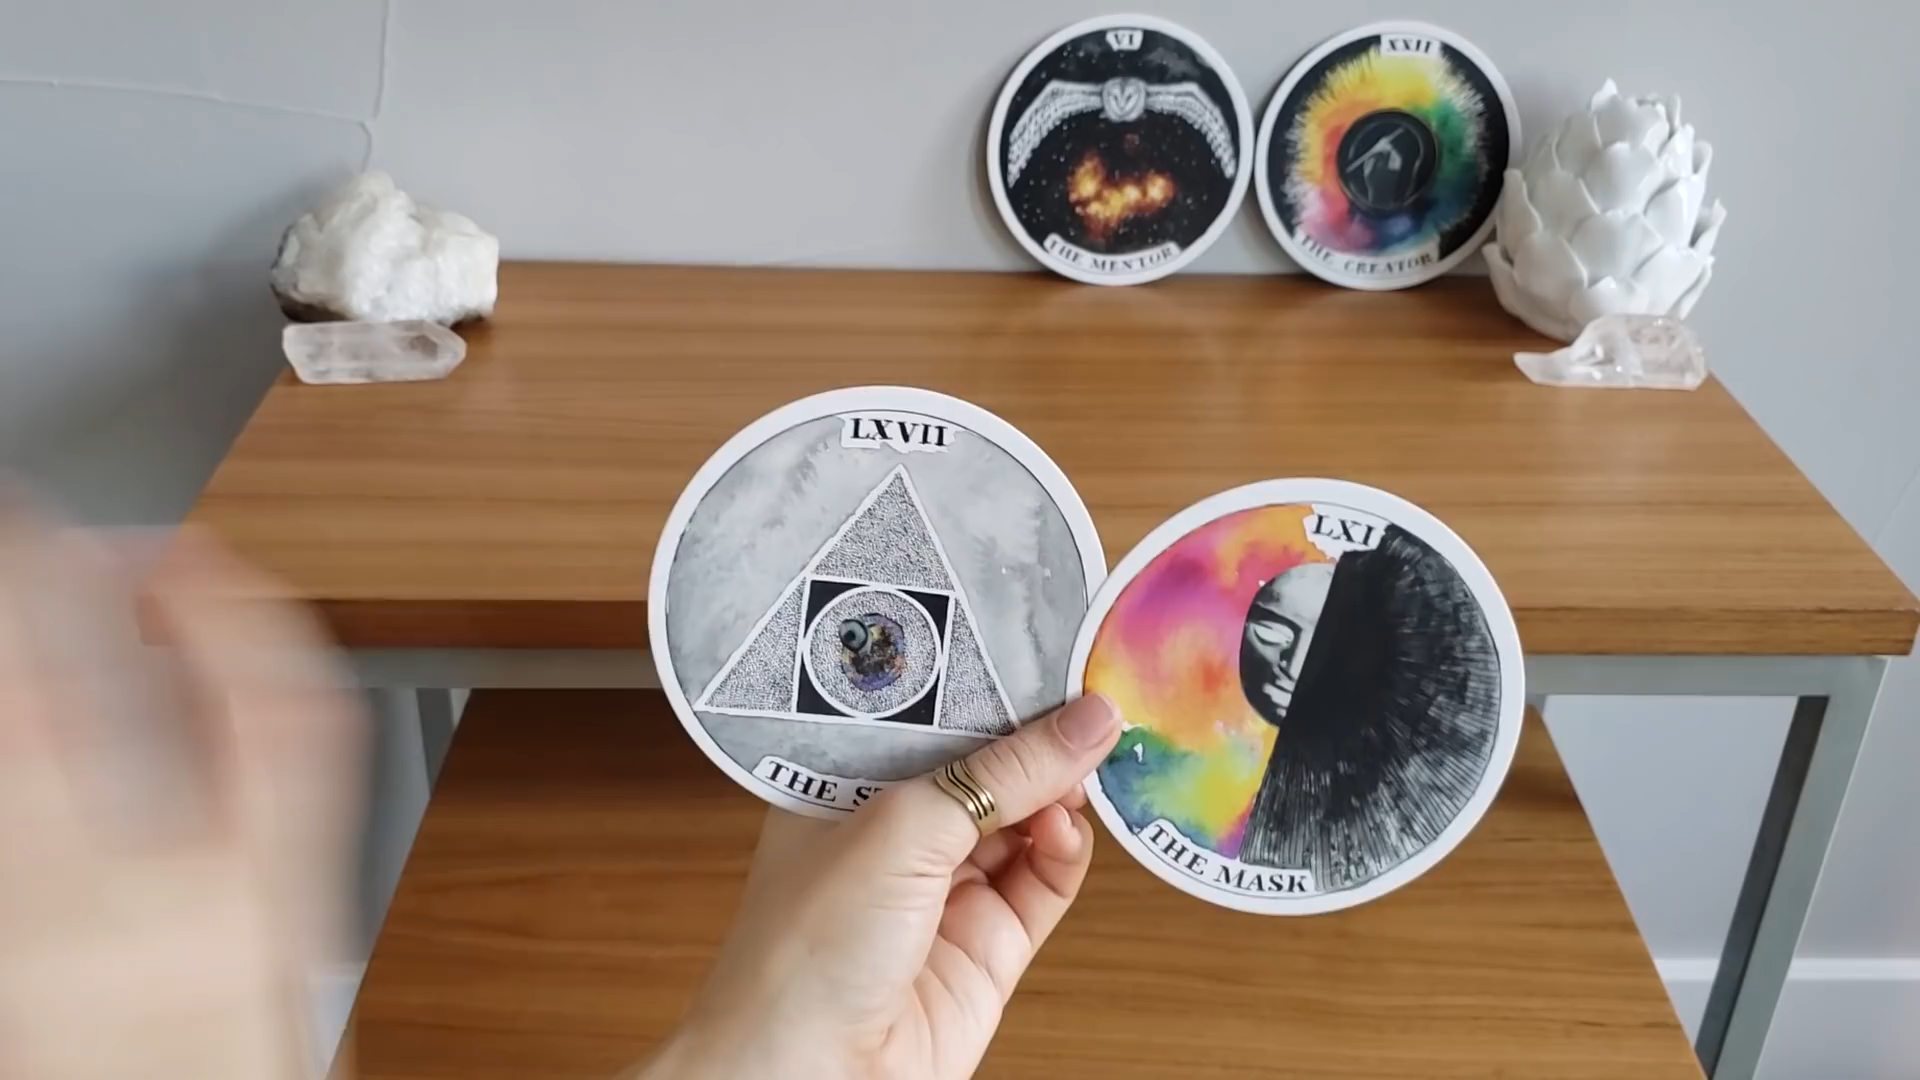 VI
THE MENTOR
XXII
THE CREATOR
LXVII
THE
LXI
THE MASK